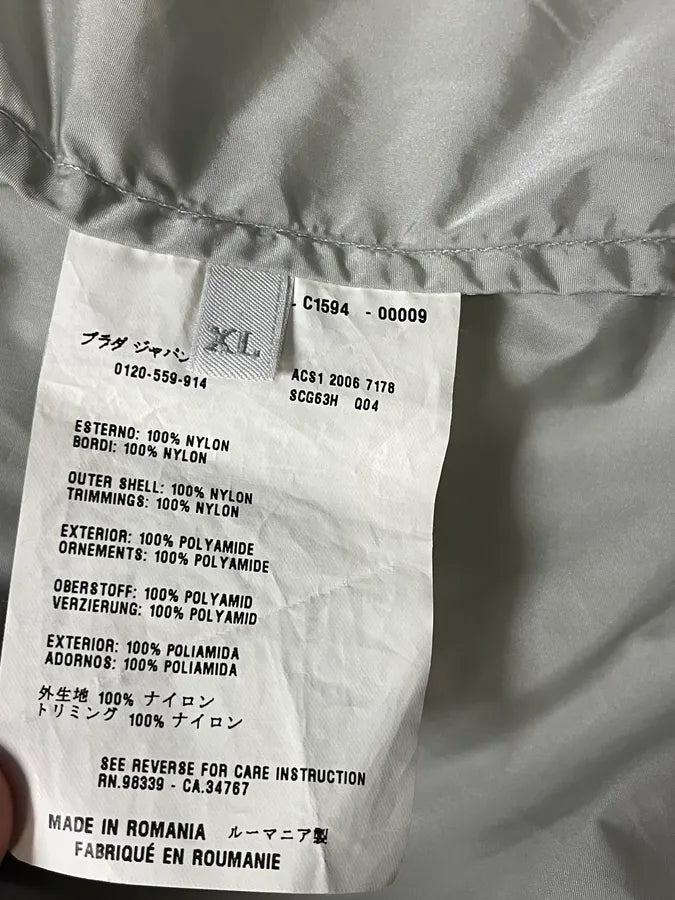 XL
- C1594 - 00009
プラダ ジャパン
0120-559-914
ACS1 2006 7178
SCG63H Q04
ESTERNO: 100% NYLON
BORDI: 100% NYLON
OUTER SHELL: 100% NYLON
TRIMMINGS: 100% NYLON
EXTERIOR: 100% POLYAMIDE
ORNEMENTS: 100% POLYAMIDE
OBERSTOFF: 100% POLYAMID
VERZIERUNG: 100% POLYAMID
EXTERIOR: 100% POLIAMIDA
ADORNOS: 100% POLIAMIDA
外生地 100% ナイロン
トリミング 100% ナイロン
SEE REVERSE FOR CARE INSTRUCTION
RN.98339 - CA.34767
MADE IN ROMANIA ルーマニア製
FABRIQUÉ EN ROUMANIE